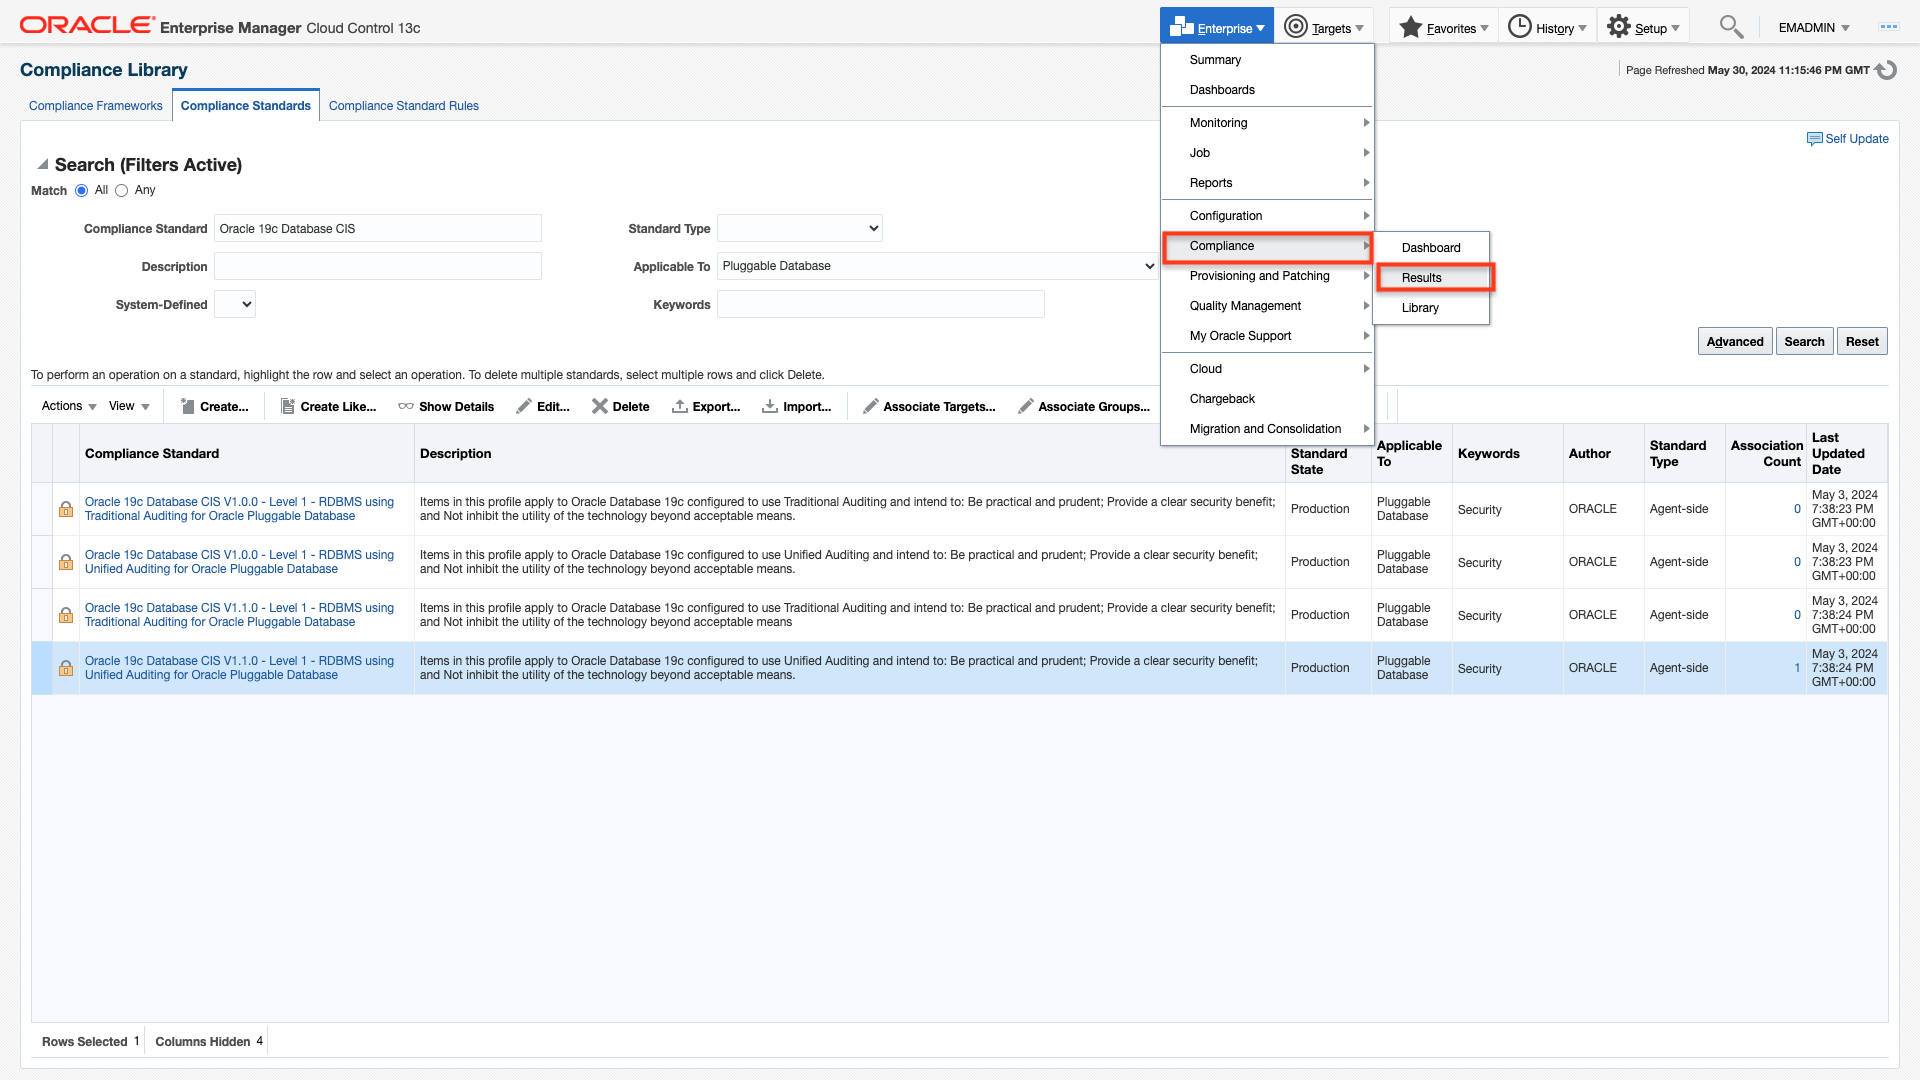 ORACLE Enterprise Manager Cloud Control 13c
Enterprise
Targets
Favorites
History
Setup
EMADMIN
Compliance Library
Page Refreshed May 30, 2024 11:15:46 PM GMT
Compliance Frameworks
Compliance Standards
Compliance Standard Rules
Summary
Dashboards
Monitoring
Job
Reports
Configuration
Compliance
Provisioning and Patching
Quality Management
My Oracle Support
Cloud
Chargeback
Migration and Consolidation
Dashboard
Results
Library
Self Update
Search (Filters Active)
Match All Any
Compliance Standard Oracle 19c Database CIS
Standard Type
Description
Applicable To Pluggable Database
System-Defined
Keywords
Advanced Search Reset
To perform an operation on a standard, highlight the row and select an operation. To delete multiple standards, select multiple rows and click Delete.
Actions View Create... Create Like... Show Details Edit... Delete Export... Import... Associate Targets... Associate Groups...
Compliance Standard
Description
Standard
State
Applicable
To
Keywords
Author
Standard
Type
Association
Count
Last
Updated
Date
Oracle 19c Database CIS V1.0.0 - Level 1 - RDBMS using
Traditional Auditing for Oracle Pluggable Database
Items in this profile apply to Oracle Database 19c configured to use Traditional Auditing and intend to: Be practical and prudent; Provide a clear security benefit;
and Not inhibit the utility of the technology beyond acceptable means.
Production
Pluggable
Database
Security
ORACLE
Agent-side
0
May 3, 2024
7:38:23 PM
GMT+00:00
Oracle 19c Database CIS V1.0.0 - Level 1 - RDBMS using
Unified Auditing for Oracle Pluggable Database
Items in this profile apply to Oracle Database 19c configured to use Unified Auditing and intend to: Be practical and prudent; Provide a clear security benefit;
and Not inhibit the utility of the technology beyond acceptable means.
Production
Pluggable
Database
Security
ORACLE
Agent-side
0
May 3, 2024
7:38:23 PM
GMT+00:00
Oracle 19c Database CIS V1.1.0 - Level 1 - RDBMS using
Traditional Auditing for Oracle Pluggable Database
Items in this profile apply to Oracle Database 19c configured to use Traditional Auditing and intend to: Be practical and prudent; Provide a clear security benefit;
and Not inhibit the utility of the technology beyond acceptable means
Production
Pluggable
Database
Security
ORACLE
Agent-side
0
May 3, 2024
7:38:24 PM
GMT+00:00
Oracle 19c Database CIS V1.1.0 - Level 1 - RDBMS using
Unified Auditing for Oracle Pluggable Database
Items in this profile apply to Oracle Database 19c configured to use Unified Auditing and intend to: Be practical and prudent; Provide a clear security benefit;
and Not inhibit the utility of the technology beyond acceptable means.
Production
Pluggable
Database
Security
ORACLE
Agent-side
1
May 3, 2024
7:38:24 PM
GMT+00:00
Rows Selected 1 Columns Hidden 4